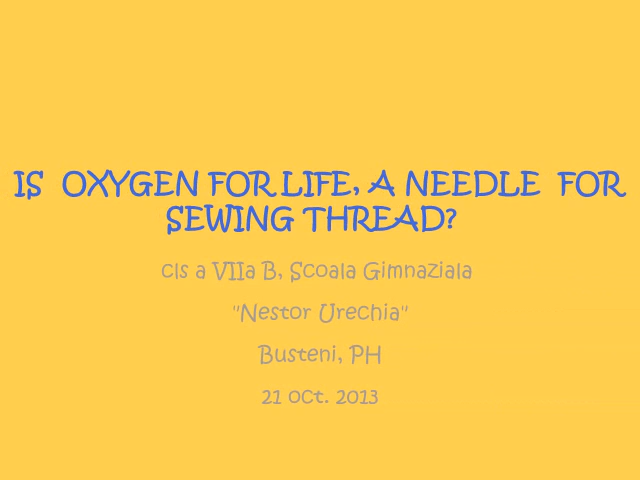 IS OXYGEN FOR LIFE, A NEEDLE FOR
SEWING THREAD?
cls a VIIa B, Scoala Gimnaziala
"Nestor Urechia"
Busteni, PH
21 oct. 2013